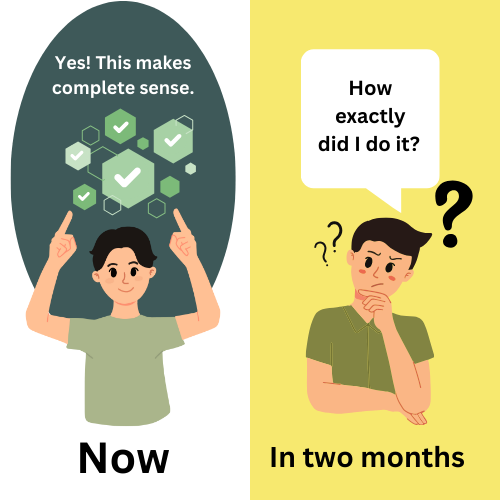 Yes! This makes
complete sense.
Now
How
exactly
did I do it?
?
?
?
In two months